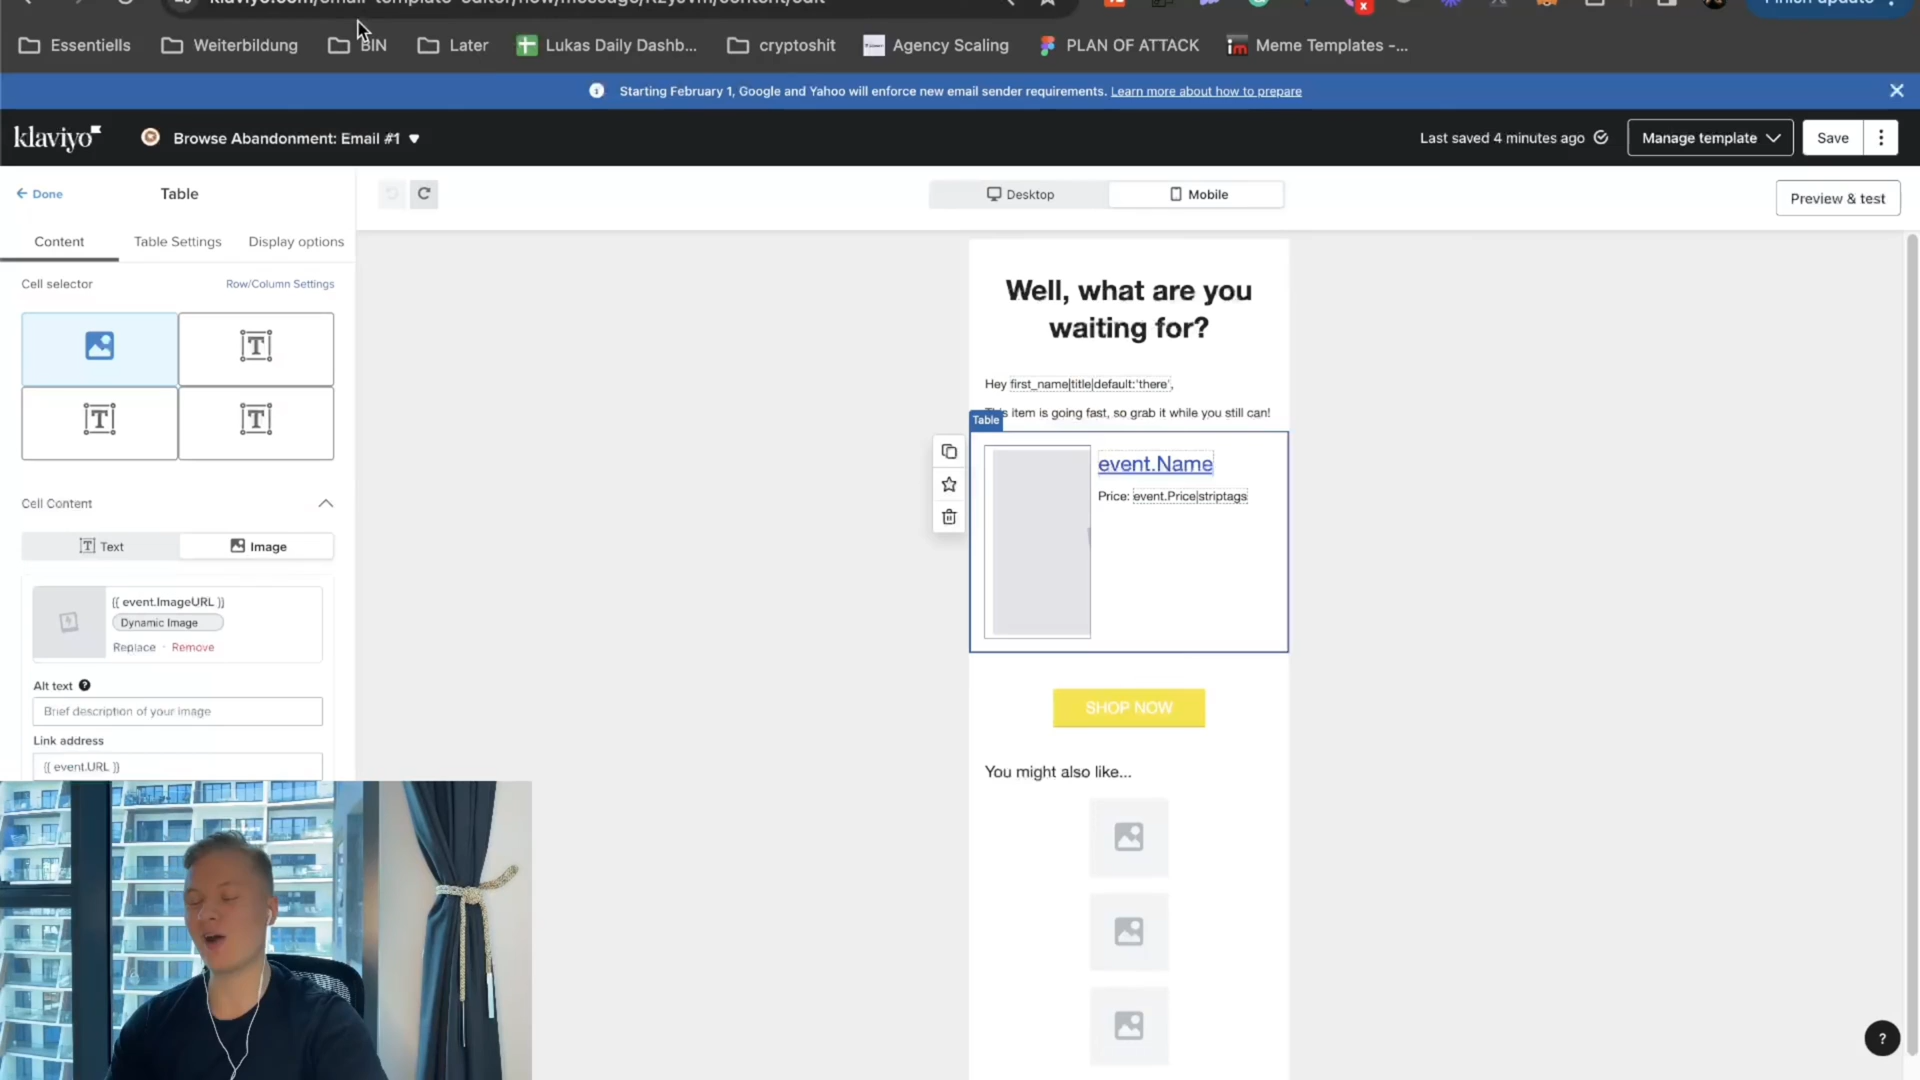 Essentiells
Weiterbildung
BIN
Later
Lukas Daily Dashb...
cryptoshit
Agency Scaling
PLAN OF ATTACK
Meme Templates -...
Starting February 1, Google and Yahoo will enforce new email sender requirements. Learn more about how to prepare
klaviyo
Browse Abandonment: Email #1
Last saved 4 minutes ago
Manage template
Save
Done
Table
Desktop
Mobile
Preview & test
Content
Table Settings
Display options
Cell selector
Row/Column Settings
Cell Content
Text
Image
{{ event.ImageURL }}
Dynamic Image
Replace · Remove
Alt text
Brief description of your image
Link address
{{ event.URL }}
Well, what are you
waiting for?
Hey first_name|title|default:'there',
item is going fast, so grab it while you still can!
Table
event.Name
Price: event.Price|striptags
SHOP NOW
You might also like...
?